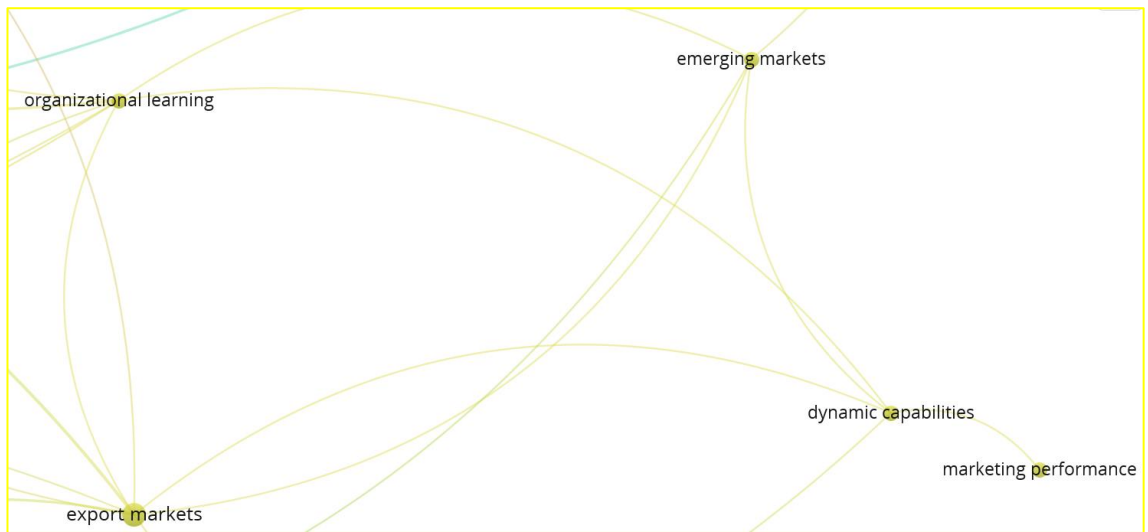 emerging markets
organizational learning
dynamic capabilities
marketing performance
export markets